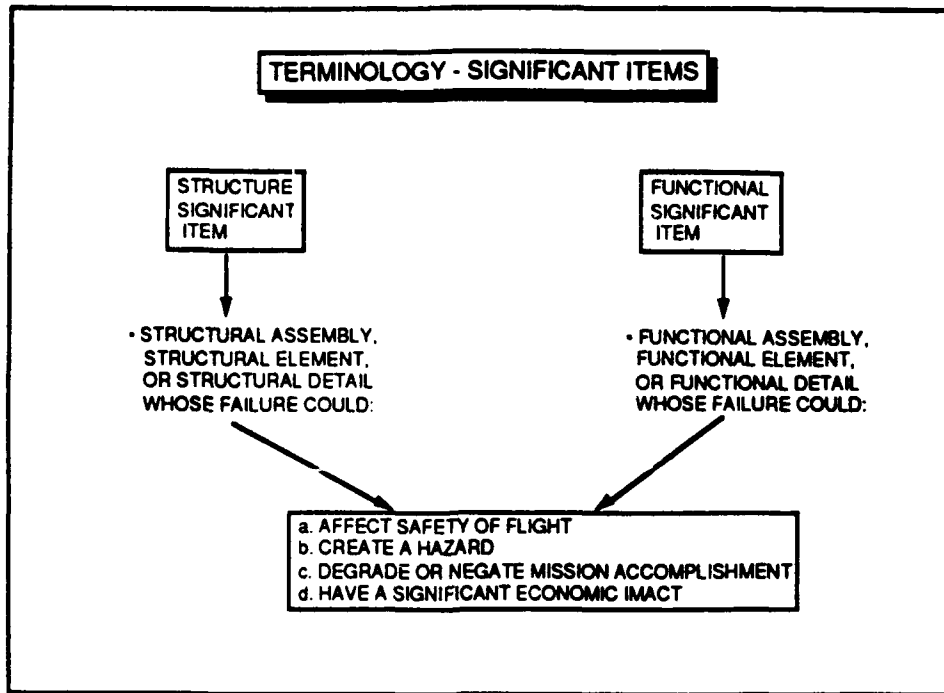 TERMINOLOGY - SIGNIFICANT ITEMS
STRUCTURE
SIGNIFICANT
ITEM
FUNCTIONAL
SIGNIFICANT
ITEM
• STRUCTURAL ASSEMBLY,
STRUCTURAL ELEMENT,
OR STRUCTURAL DETAIL
WHOSE FAILURE COULD:
• FUNCTIONAL ASSEMBLY,
FUNCTIONAL ELEMENT,
OR FUNCTIONAL DETAIL
WHOSE FAILURE COULD:
a. AFFECT SAFETY OF FLIGHT
b. CREATE A HAZARD
c. DEGRADE OR NEGATE MISSION ACCOMPLISHMENT
d. HAVE A SIGNIFICANT ECONOMIC IMACT